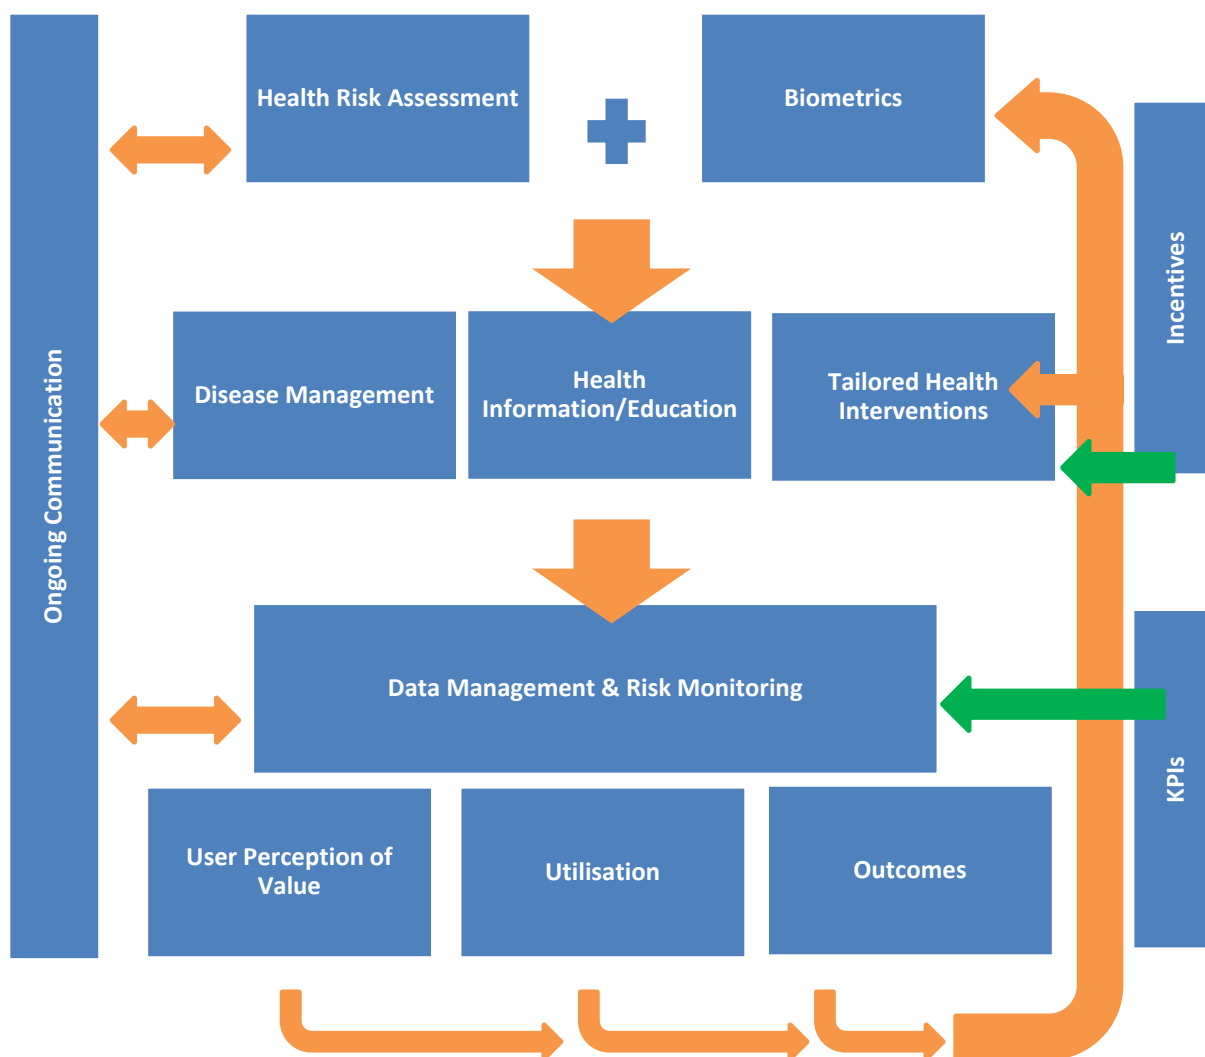 Health Risk Assessment
Biometrics
Incentives
Ongoing Communication
Disease Management
Health
Information/Education
Tailored Health
Interventions
Data Management & Risk Monitoring
KPIs
User Perception of
Value
Utilisation
Outcomes